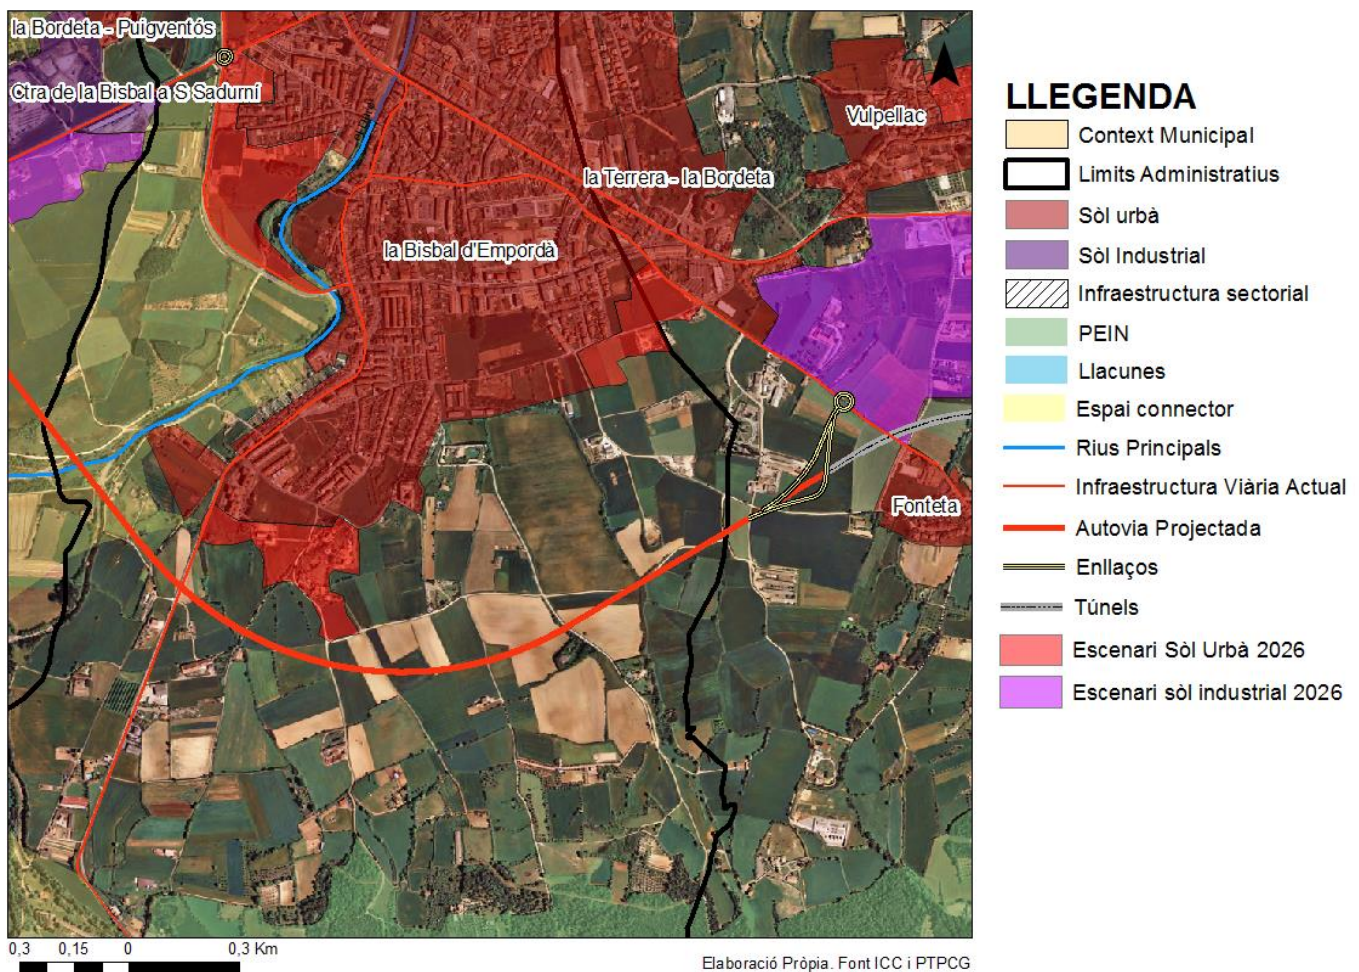 la Bordeta - Puigventós
Ctra de la Bisbal a S Sadurní
Vulpellac
la Terrera - la Bordeta
la Bisbal d'Empordà
Fonteta
LLEGENDA
Context Municipal
Limits Administratius
Sòl urbà
Sòl Industrial
Infraestructura sectorial
PEIN
Llacunes
Espai connector
Rius Principals
Infraestructura Viària Actual
Autovia Projectada
Enllaços
Túnels
Escenari Sòl Urbà 2026
Escenari sòl industrial 2026
0,3 0,15 0 0,3 Km
Elaboració Pròpia. Font ICC i PTPCG